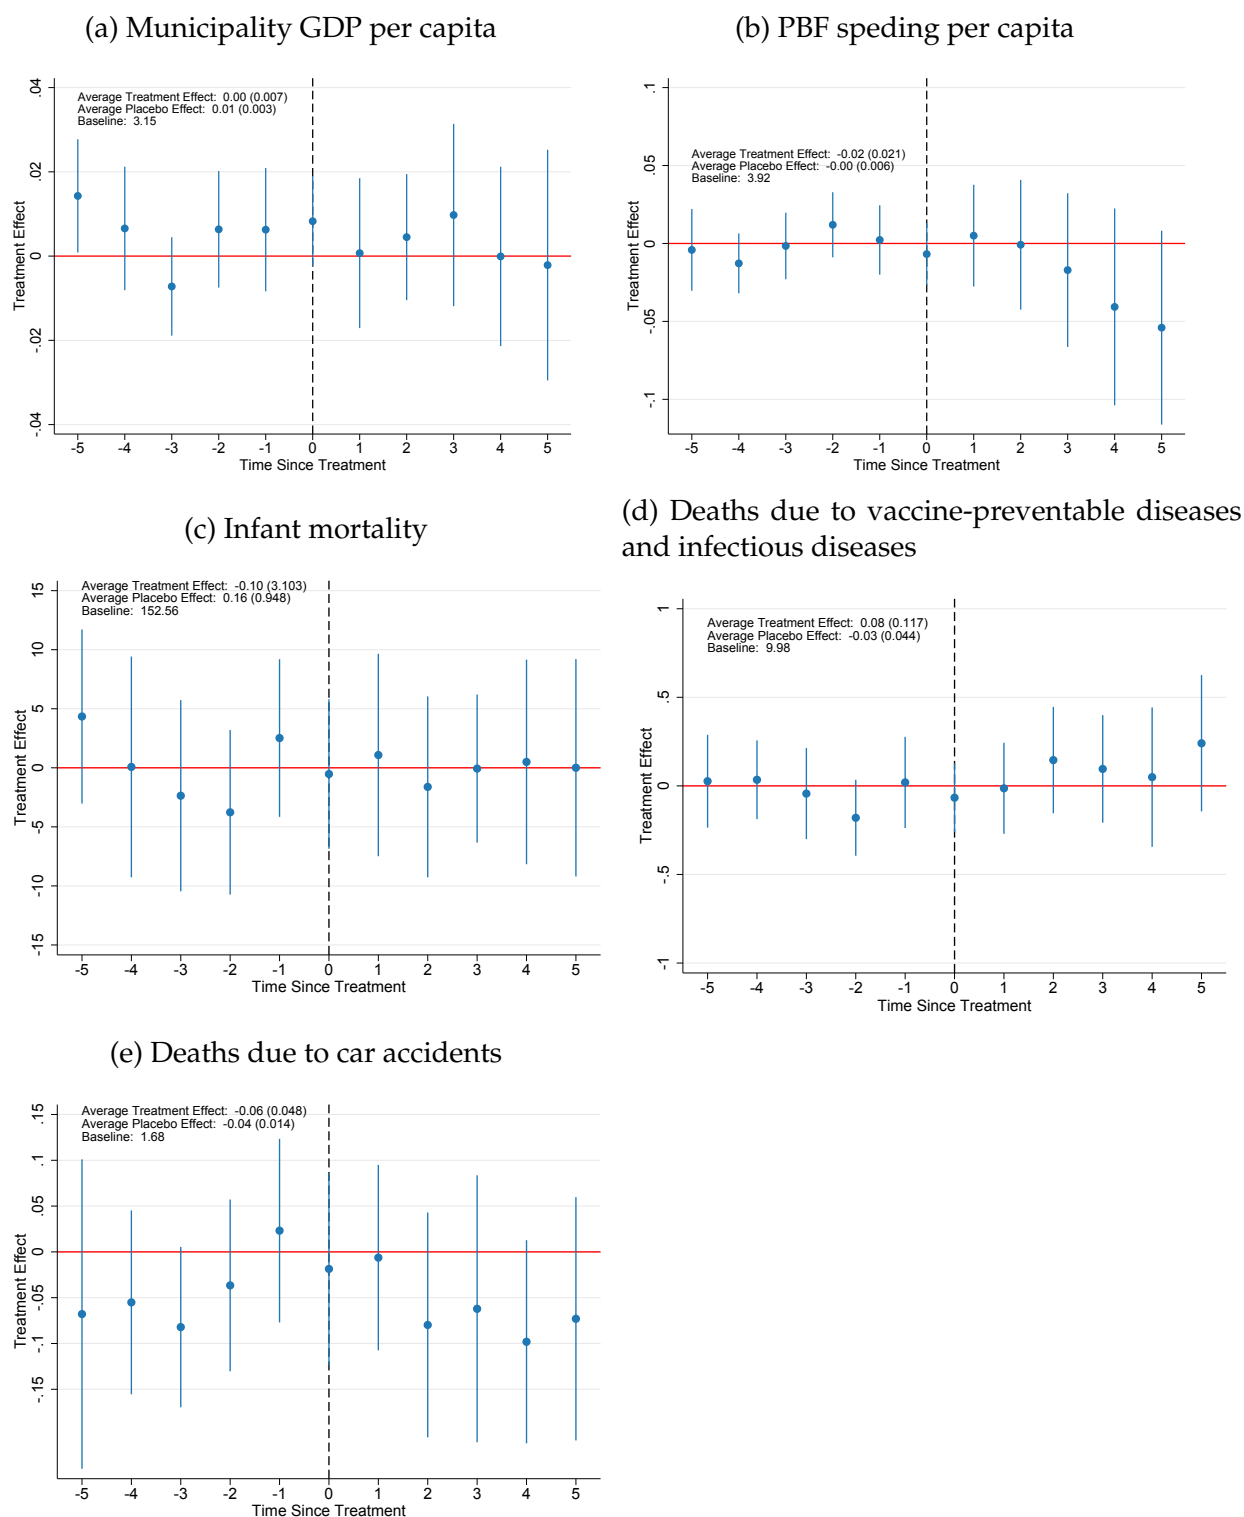 (a) Municipality GDP per capita
.04
.02
0
-.02
-.04
Treatment Effect
Average Treatment Effect: 0.00 (0.007)
Average Placebo Effect: 0.01 (0.003)
Baseline: 3.15
-5 -4 -3 -2 -1 0 1 2 3 4 5
Time Since Treatment
(b) PBF speding per capita
.1
.05
0
-.05
-.1
Treatment Effect
Average Treatment Effect: -0.02 (0.021)
Average Placebo Effect: -0.00 (0.006)
Baseline: 3.92
-5 -4 -3 -2 -1 0 1 2 3 4 5
Time Since Treatment
(c) Infant mortality
15
10
5
0
-5
-10
-15
Treatment Effect
Average Treatment Effect: -0.10 (3.103)
Average Placebo Effect: 0.16 (0.948)
Baseline: 152.56
-5 -4 -3 -2 -1 0 1 2 3 4 5
Time Since Treatment
(d) Deaths due to vaccine-preventable diseases
and infectious diseases
1
.5
0
-.5
-1
Treatment Effect
Average Treatment Effect: 0.08 (0.117)
Average Placebo Effect: -0.03 (0.044)
Baseline: 9.98
-5 -4 -3 -2 -1 0 1 2 3 4 5
Time Since Treatment
(e) Deaths due to car accidents
.15
.1
.05
0
-.05
-.1
-.15
Treatment Effect
Average Treatment Effect: -0.06 (0.048)
Average Placebo Effect: -0.04 (0.014)
Baseline: 1.68
-5 -4 -3 -2 -1 0 1 2 3 4 5
Time Since Treatment